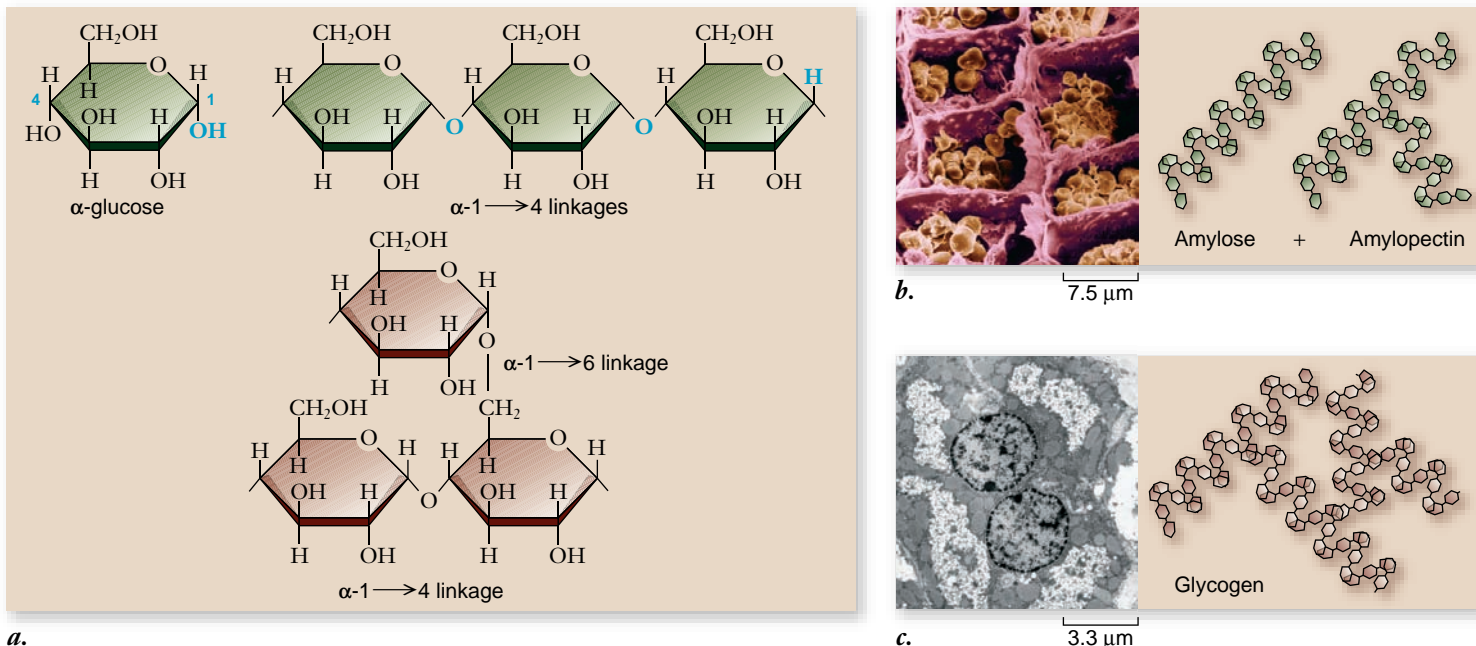 CH2OH
O
H
H
H
4
1
OH
H
HO
OH
H
OH
α-glucose
CH2OH
CH2OH
CH2OH
O
O
O
H
H
H
H
OH
H
OH
H
OH
H
O
O
H
OH
H
OH
H
OH
α-1 → 4 linkages
CH2OH
O
H
H
H
OH
H
O
α-1 → 6 linkage
H
OH
CH2OH
CH2
O
O
H
H
H
H
H
H
OH
H
OH
H
O
H
OH
H
OH
α-1 → 4 linkage
a.
Amylose + Amylopectin
b.
7.5 μm
Glycogen
c.
3.3 μm